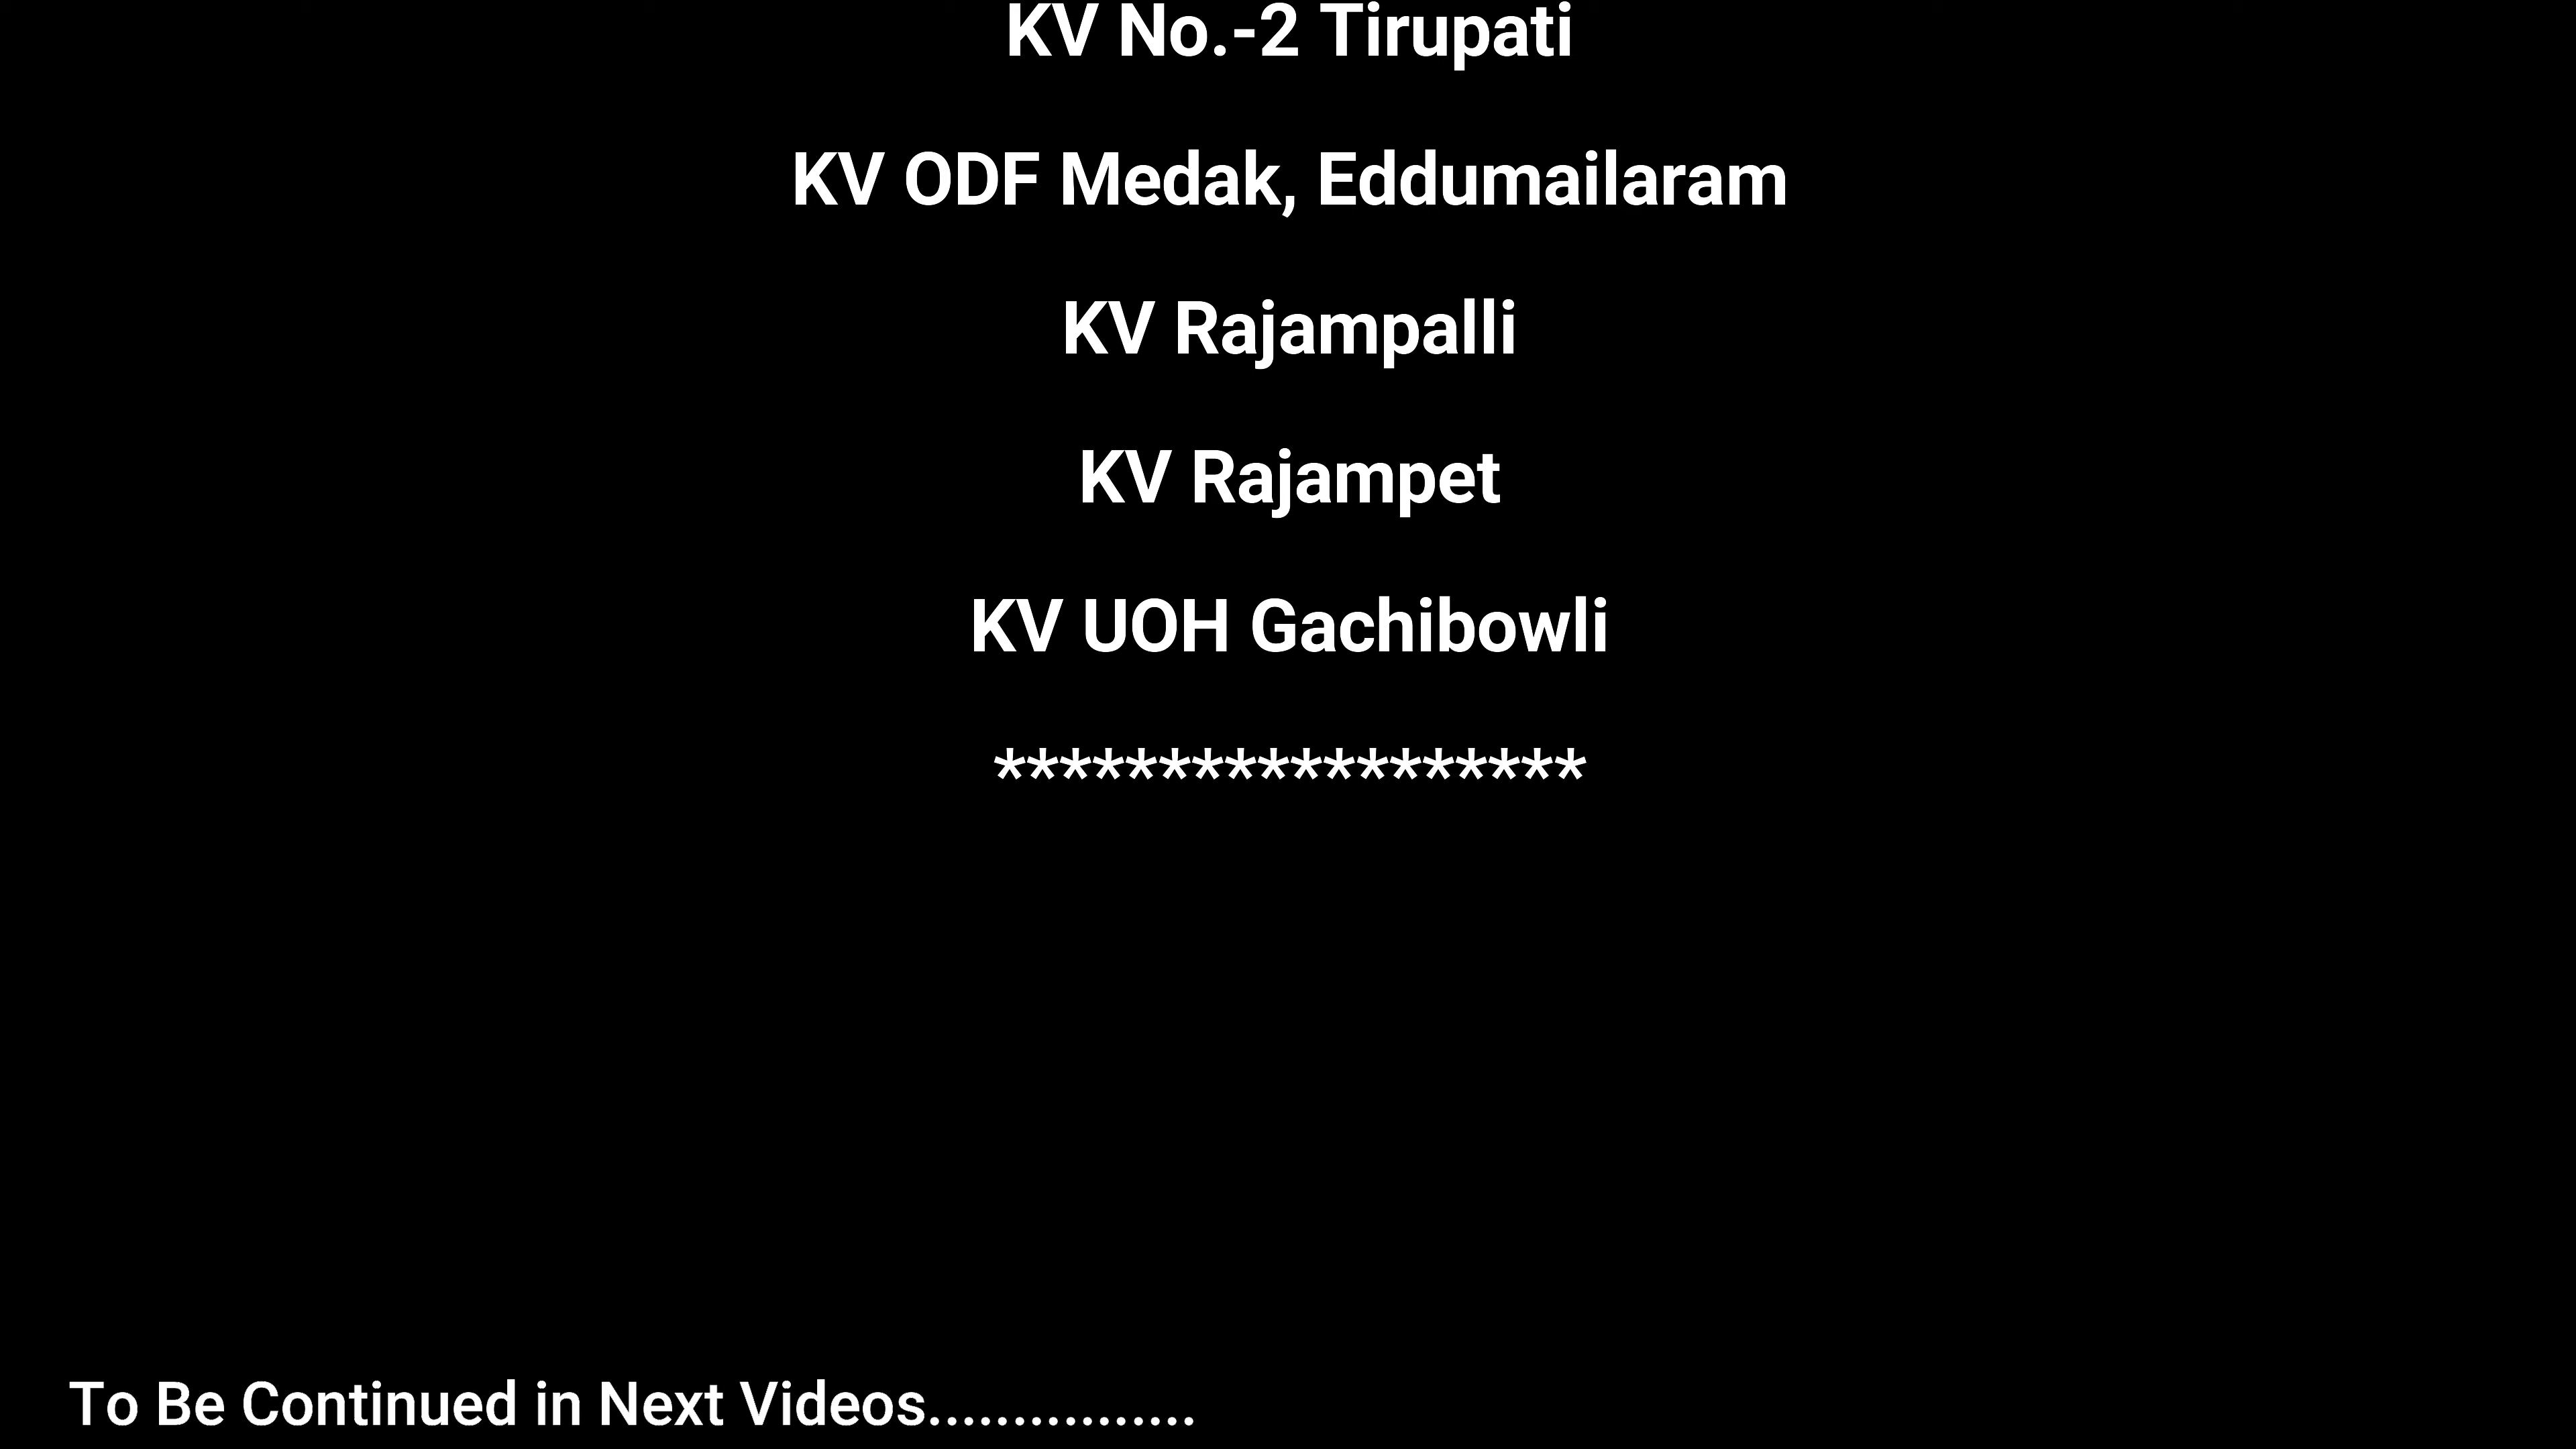 KV No.-2 Tirupati
KV ODF Medak, Eddumailaram
KV Rajampalli
KV Rajampet
KV UOH Gachibowli
******************
To Be Continued in Next Videos................